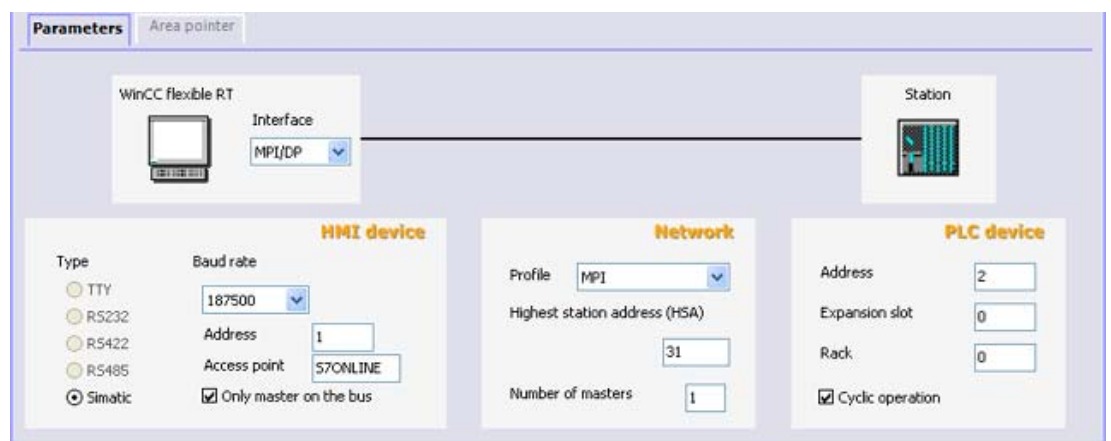 Parameters
Area pointer
WinCC flexible RT
Interface
MPI/DP
Station
HMI device
Type
Baud rate
TTY
187500
RS232
RS422
Address
1
RS485
Access point
S7ONLINE
Simatic
Only master on the bus
Network
Profile
MPI
Highest station address (HSA)
31
Number of masters
1
PLC device
Address
2
Expansion slot
0
Rack
0
Cyclic operation